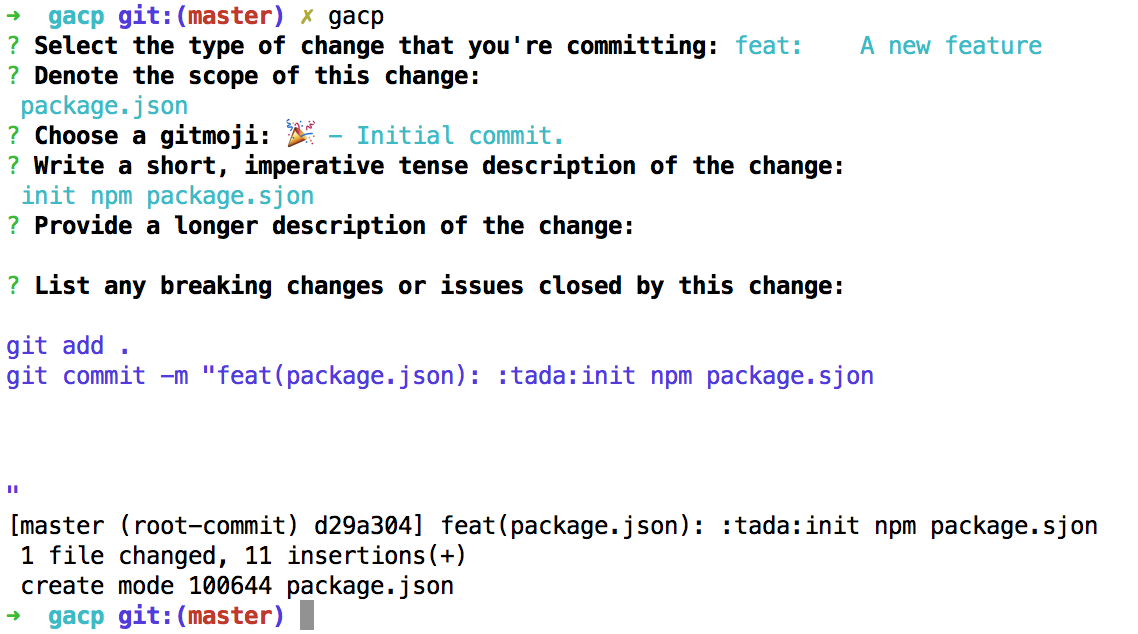 ➜  gacp git:(master) ✗ gacp
? Select the type of change that you're committing: feat:    A new feature
? Denote the scope of this change:
 package.json
? Choose a gitmoji: 🎉 – Initial commit.
? Write a short, imperative tense description of the change:
 init npm package.sjon
? Provide a longer description of the change:
? List any breaking changes or issues closed by this change:
git add .
git commit -m "feat(package.json): :tada:init npm package.sjon
"
[master (root-commit) d29a304] feat(package.json): :tada:init npm package.sjon
 1 file changed, 11 insertions(+)
 create mode 100644 package.json
➜  gacp git:(master)